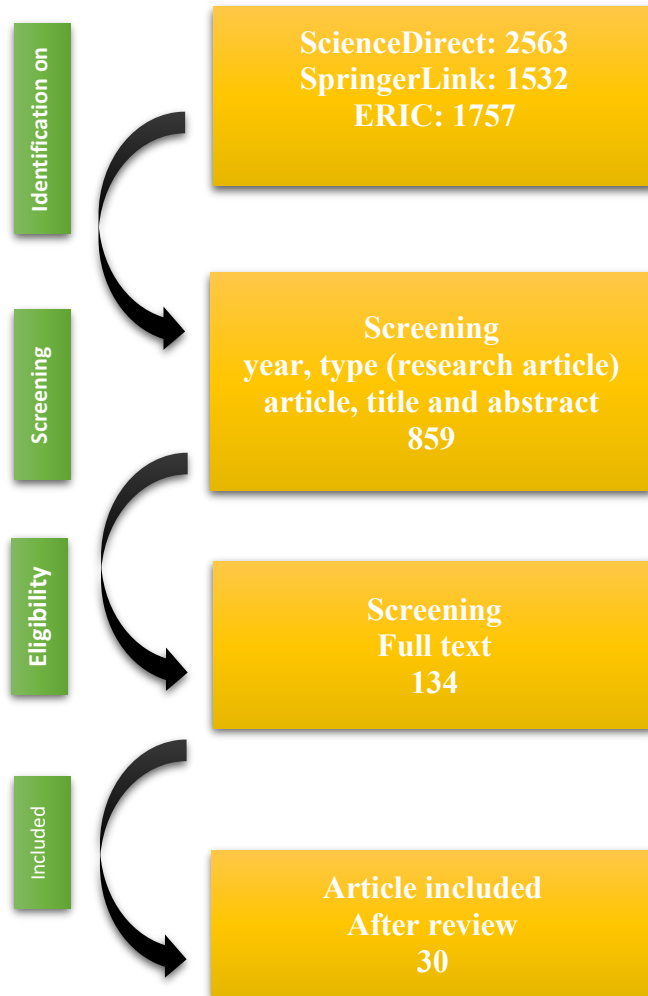 Identification on
ScienceDirect: 2563
SpringerLink: 1532
ERIC: 1757
Screening
Screening
year, type (research article)
article, title and abstract
859
Eligibility
Screening
Full text
134
Included
Article included
After review
30